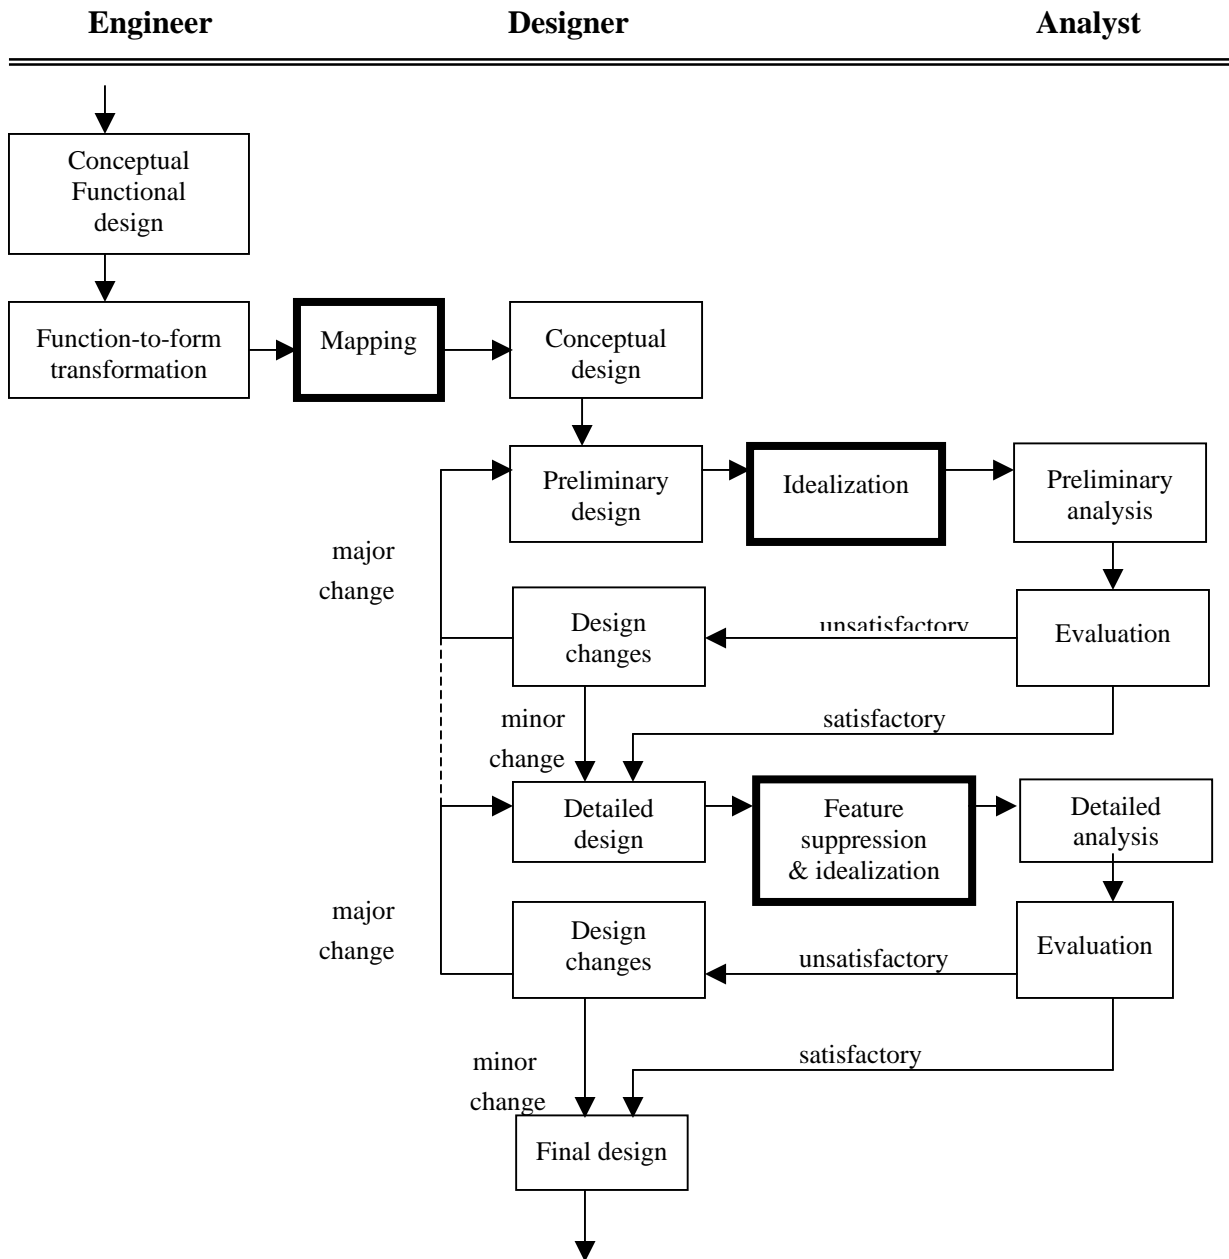 Engineer
Designer
Analyst
Conceptual
Functional
design
Function-to-form
transformation
Mapping
Conceptual
design
Preliminary
design
Idealization
Preliminary
analysis
major
change
Design
changes
unsatisfactory
Evaluation
minor
change
satisfactory
Detailed
design
Feature
suppression
& idealization
Detailed
analysis
major
change
Design
changes
unsatisfactory
Evaluation
minor
change
satisfactory
Final design